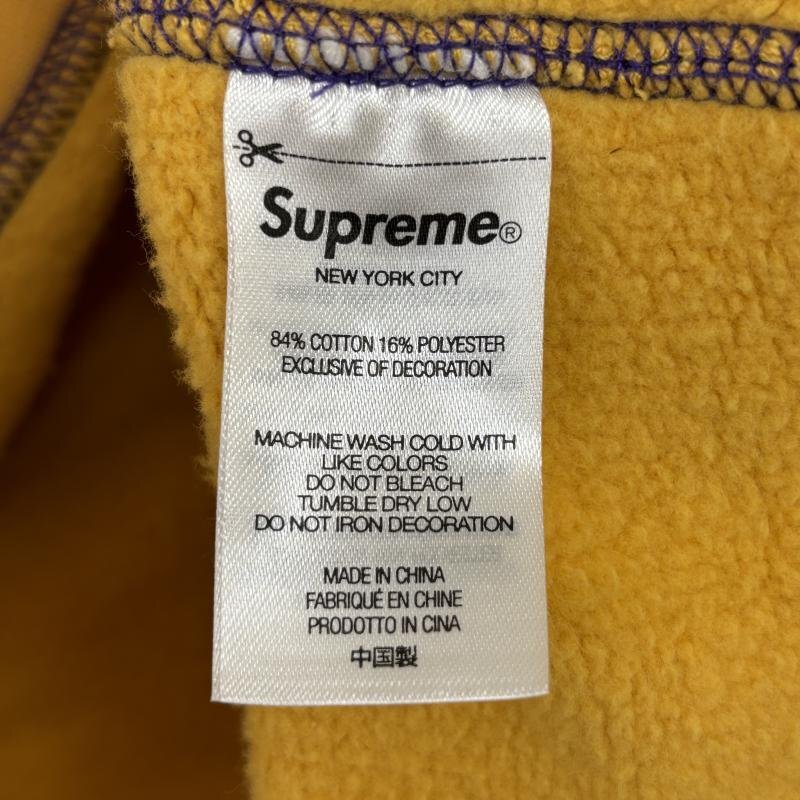 Supreme®
NEW YORK CITY
84% COTTON 16% POLYESTER
EXCLUSIVE OF DECORATION
MACHINE WASH COLD WITH
LIKE COLORS
DO NOT BLEACH
TUMBLE DRY LOW
DO NOT IRON DECORATION
MADE IN CHINA
FABRIQUÉ EN CHINE
PRODOTTO IN CINA
中国製